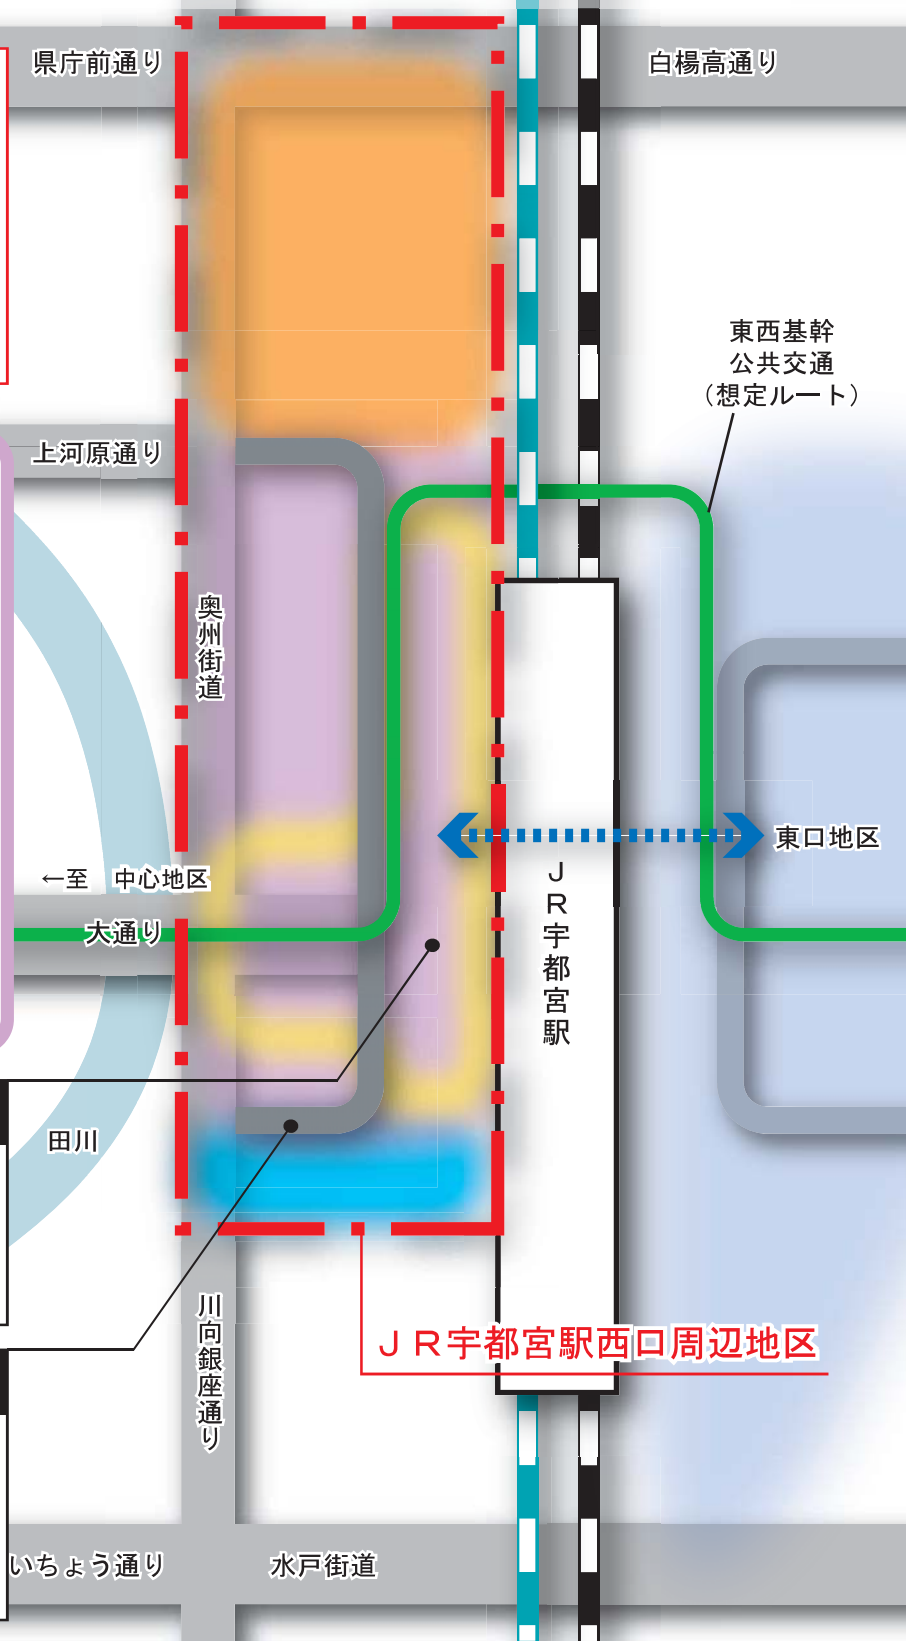 県庁前通り
白楊高通り
東西基幹
公共交通
（想定ルート）
上河原通り
奥州街道
東口地区
←至　中心地区
ＪＲ宇都宮駅
大通り
田川
川向銀座通り
ＪＲ宇都宮駅西口周辺地区
いちょう通り
水戸街道